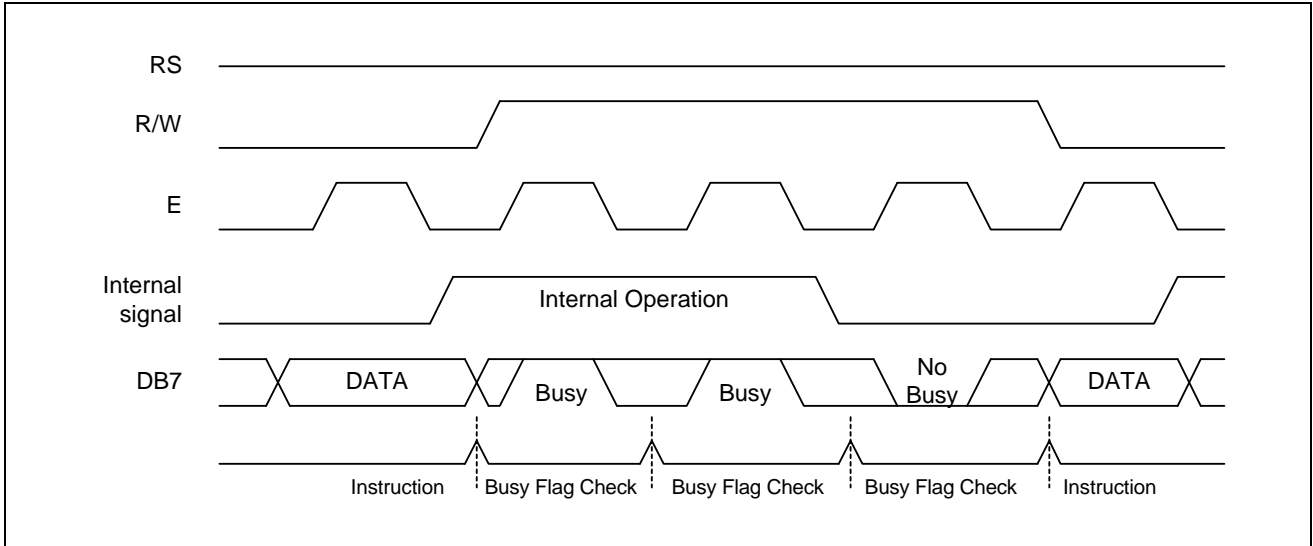 RS
R/W
E
Internal
signal
Internal Operation
DB7
DATA
Busy
Busy
No
Busy
DATA
Instruction
Busy Flag Check
Busy Flag Check
Busy Flag Check
Instruction